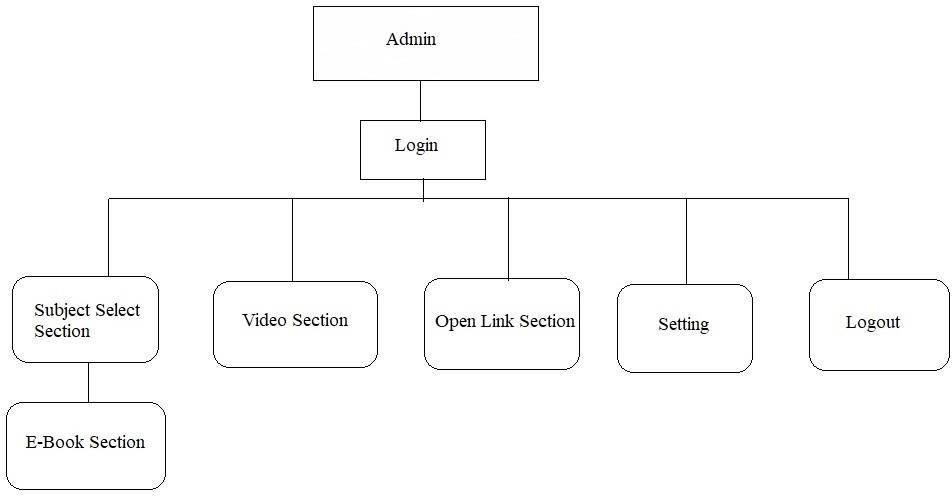 Admin
Login
Subject Select
Section
Video Section
Open Link Section
Setting
Logout
E-Book Section